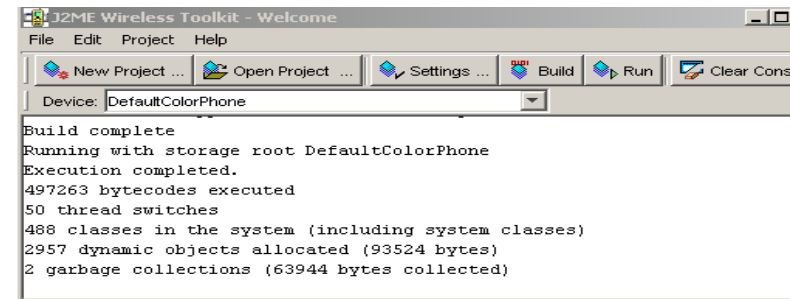 J2ME Wireless Toolkit - Welcome
File Edit Project Help
New Project ... Open Project ... Settings ... Build Run Clear Cons
Device: DefaultColorPhone
Build complete
Running with storage root DefaultColorPhone
Execution completed.
497263 bytecodes executed
50 thread switches
488 classes in the system (including system classes)
2957 dynamic objects allocated (93524 bytes)
2 garbage collections (63944 bytes collected)